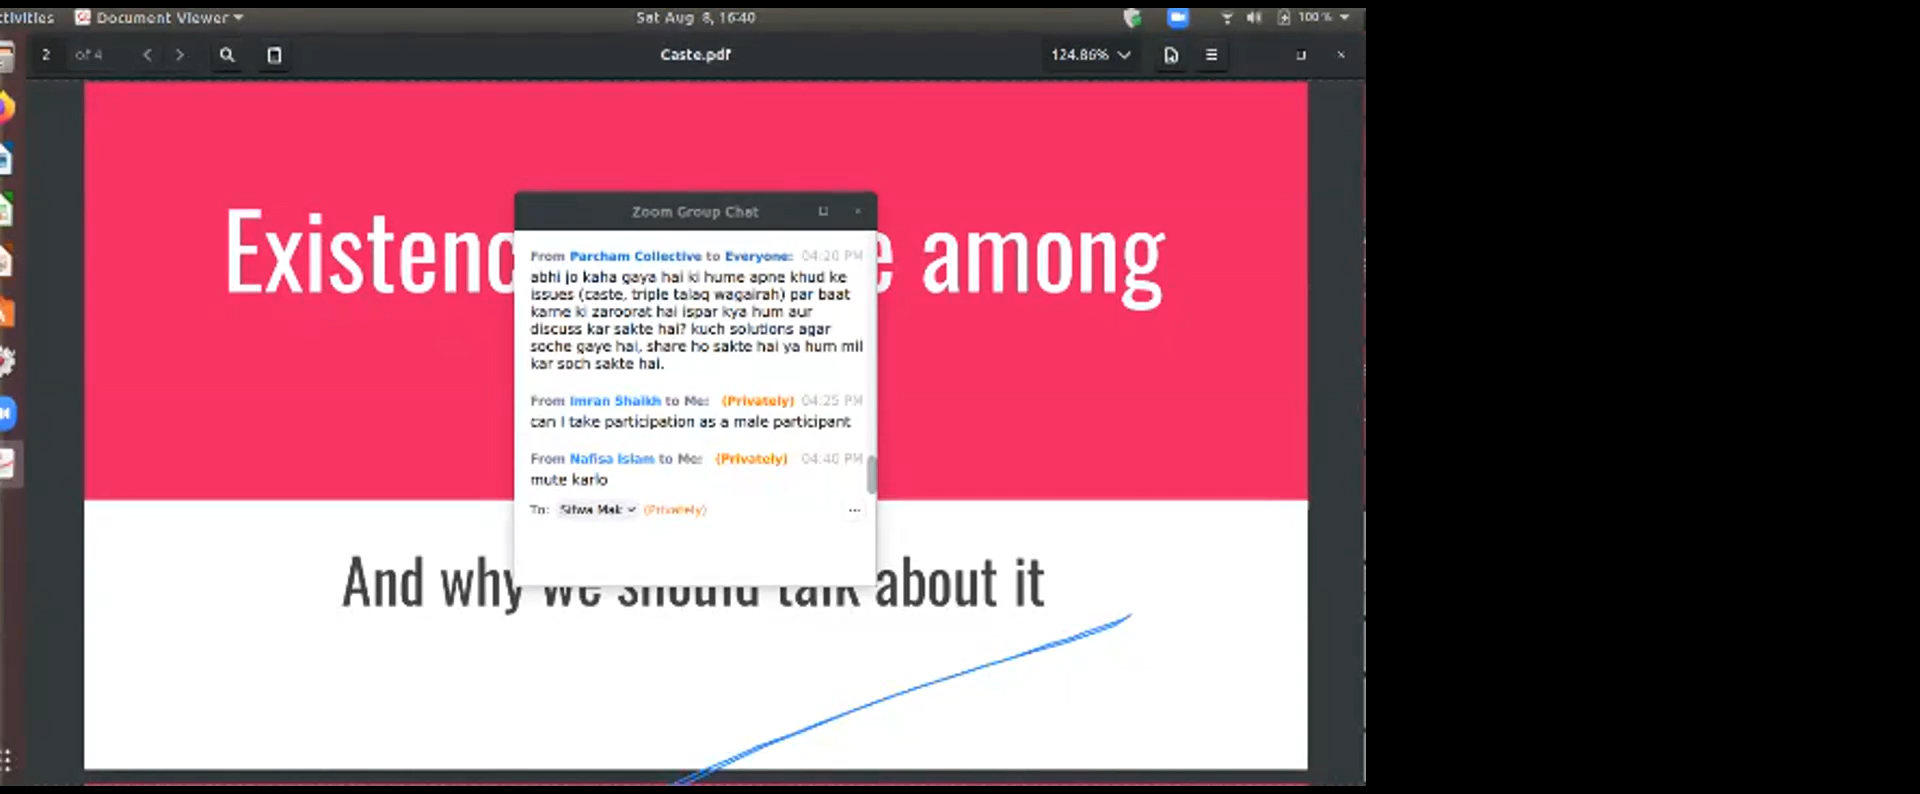 ctivities Document Viewer Sat Aug 8, 16:40 100 %
2 of 4 Caste.pdf 124.86%
Existenc e among
Zoom Group Chat
From Parcham Collective to Everyone: 04:20 PM
abhi jo kaha gaya hai ki hume apne khud ke
issues (caste, triple talaq wagairah) par baat
karne ki zaroorat hai ispar kya hum aur
discuss kar sakte hai? kuch solutions agar
soche gaye hai, share ho sakte hai ya hum mil
kar soch sakte hai.
From Imran Shaikh to Me: (Privately) 04:25 PM
can I take participation as a male participant
From Nafisa Islam to Me: (Privately) 04:40 PM
mute karlo
To: (Privately) ...
And why we should talk about it